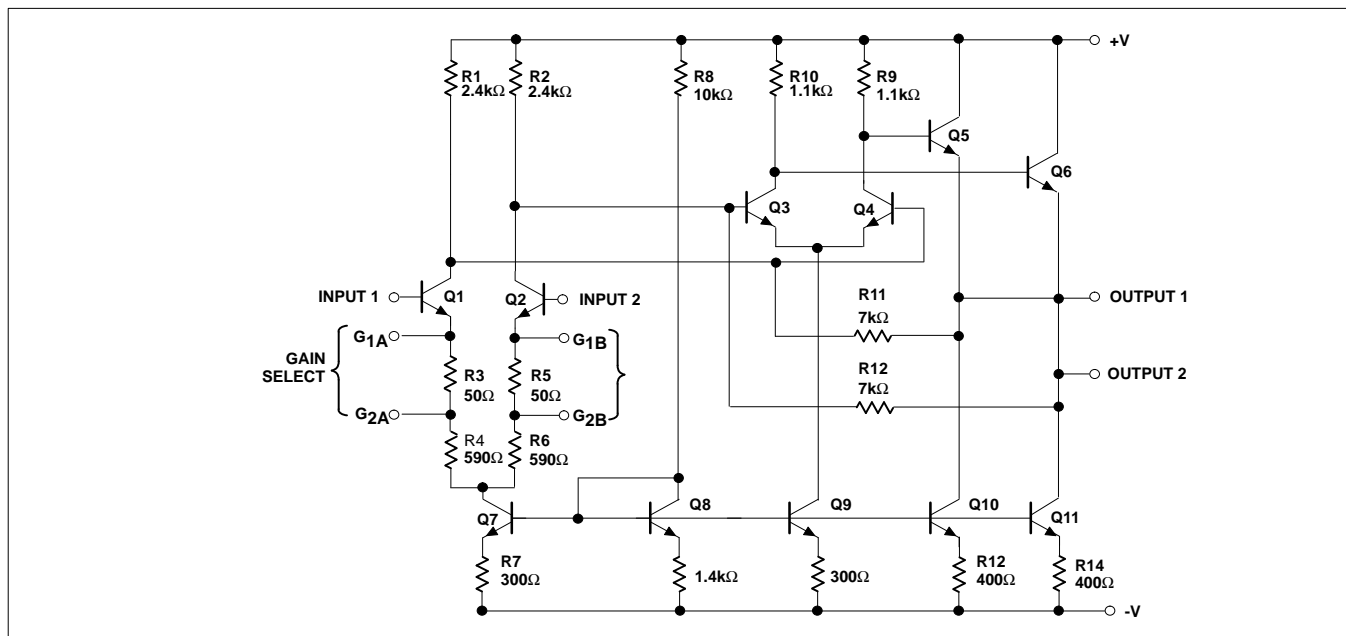 +V
R1
2.4kΩ
R2
2.4kΩ
R8
10kΩ
R10
1.1kΩ
R9
1.1kΩ
Q5
Q6
Q3
Q4
INPUT 1
Q1
Q2
INPUT 2
R11
7kΩ
OUTPUT 1
G1A
G1B
GAIN
SELECT
R3
50Ω
R5
50Ω
R12
7kΩ
OUTPUT 2
G2A
G2B
R4
590Ω
R6
590Ω
Q7
Q8
Q9
Q10
Q11
R7
300Ω
1.4kΩ
300Ω
R12
400Ω
R14
400Ω
-V